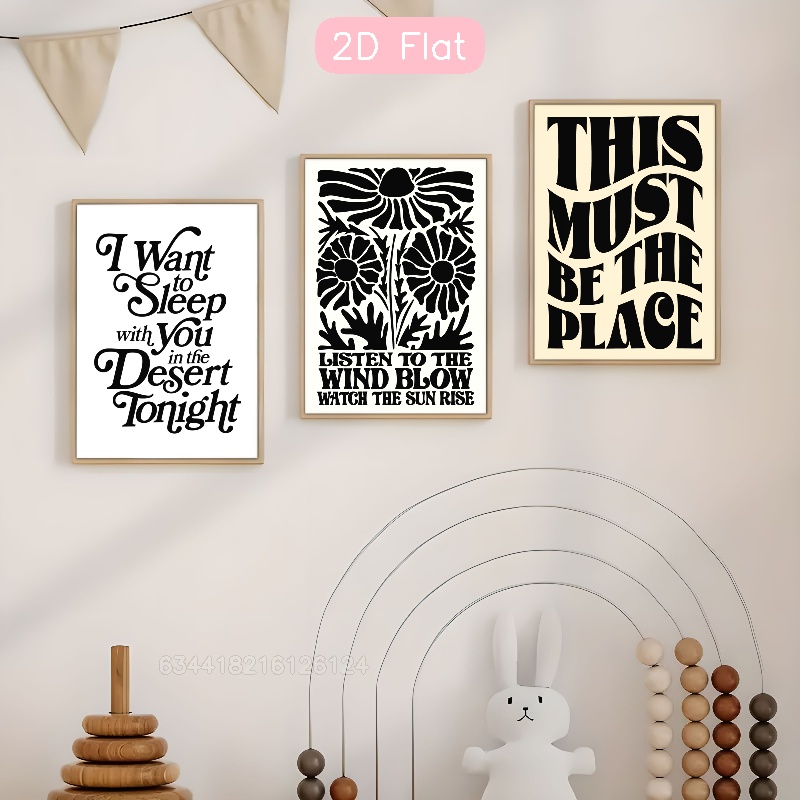 2D Flat
I Want
to
Sleep
with you
in the
Desert
Tonight
LISTEN TO THE
WIND BLOW
WATCH THE SUN RISE
THIS
MUST
BE THE
PLACE
634418216126124